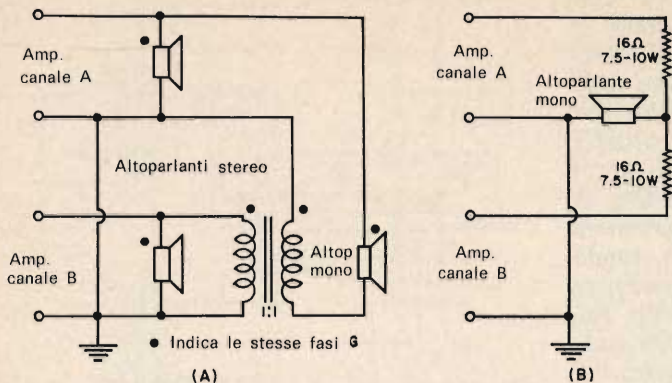 Amp.
canale A
Altoparlanti stereo
Amp.
canale B
Altop
mono
1:1
• Indica le stesse fasi G
(A)
Amp.
canale A
16Ω
7.5-10W
Altoparlante
mono
16Ω
7.5-10W
Amp.
canale B
(B)